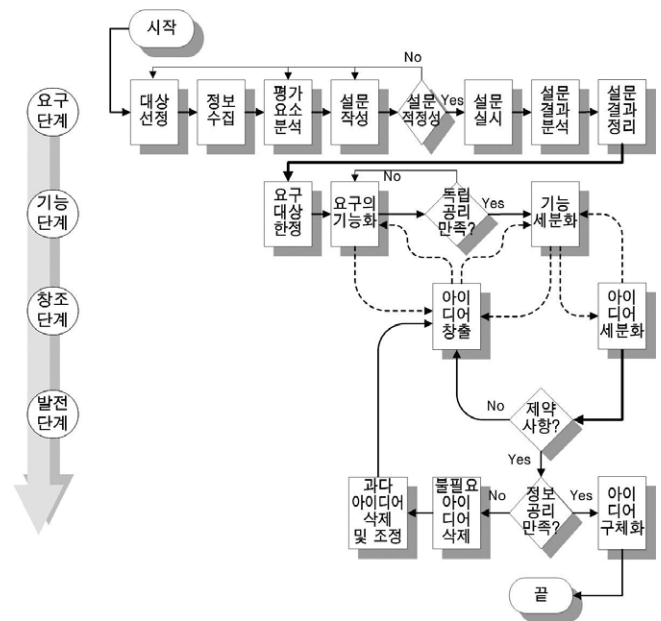 시작
요구
단계
대상
선정
정보
수집
평가
요소
분석
설문
작성
설문
적정성
No
Yes
설문
실시
설문
결과
분석
설문
결과
정리
기능
단계
요구
대상
한정
요구의
기능화
No
독립
공리
만족?
Yes
기능
세분화
창조
단계
아이
디어
창출
아이
디어
세분화
발전
단계
No
제약
사항?
Yes
과다
아이디어
삭제
및 조정
불필요
아이
디어
삭제
No
정보
공리
만족?
Yes
아이
디어
구체화
끝